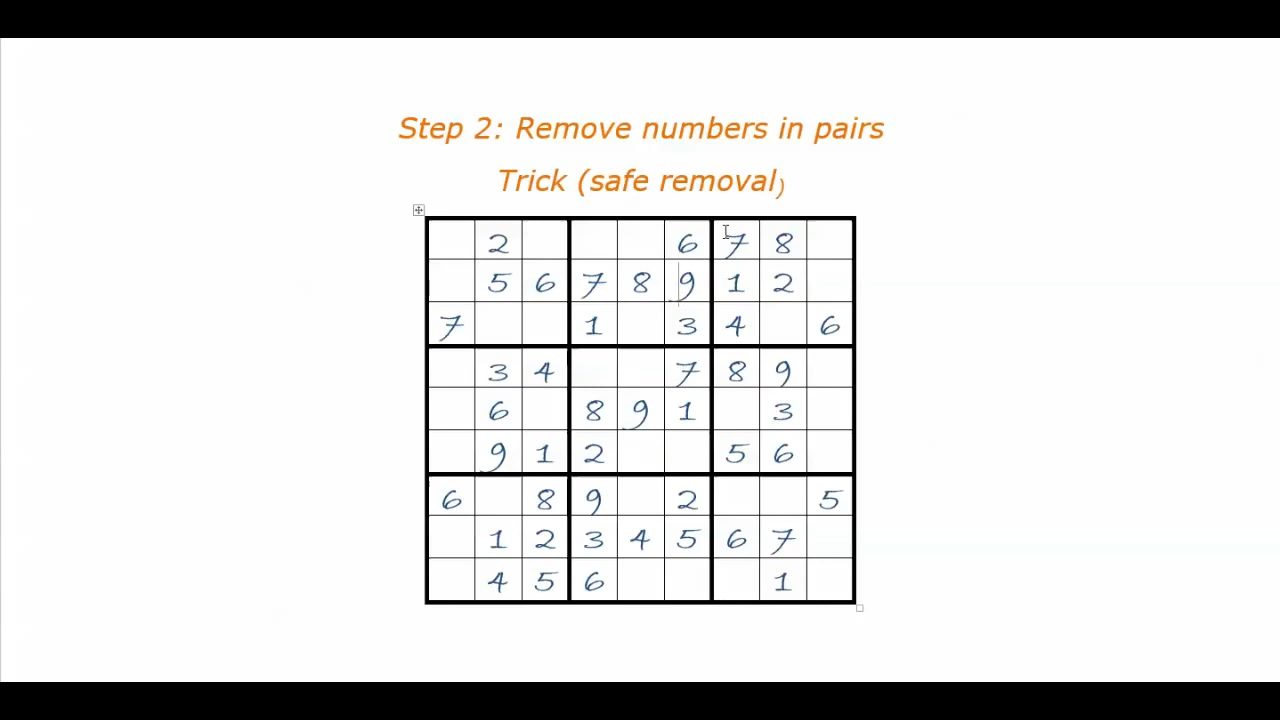 Step 2: Remove numbers in pairs
Trick (safe removal)
2 6 7 8
5 6 7 8 9 1 2
7 1 3 4 6
3 4 7 8 9
6 8 9 1 3
9 1 2 5 6
6 8 9 2 5
1 2 3 4 5 6 7
4 5 6 1